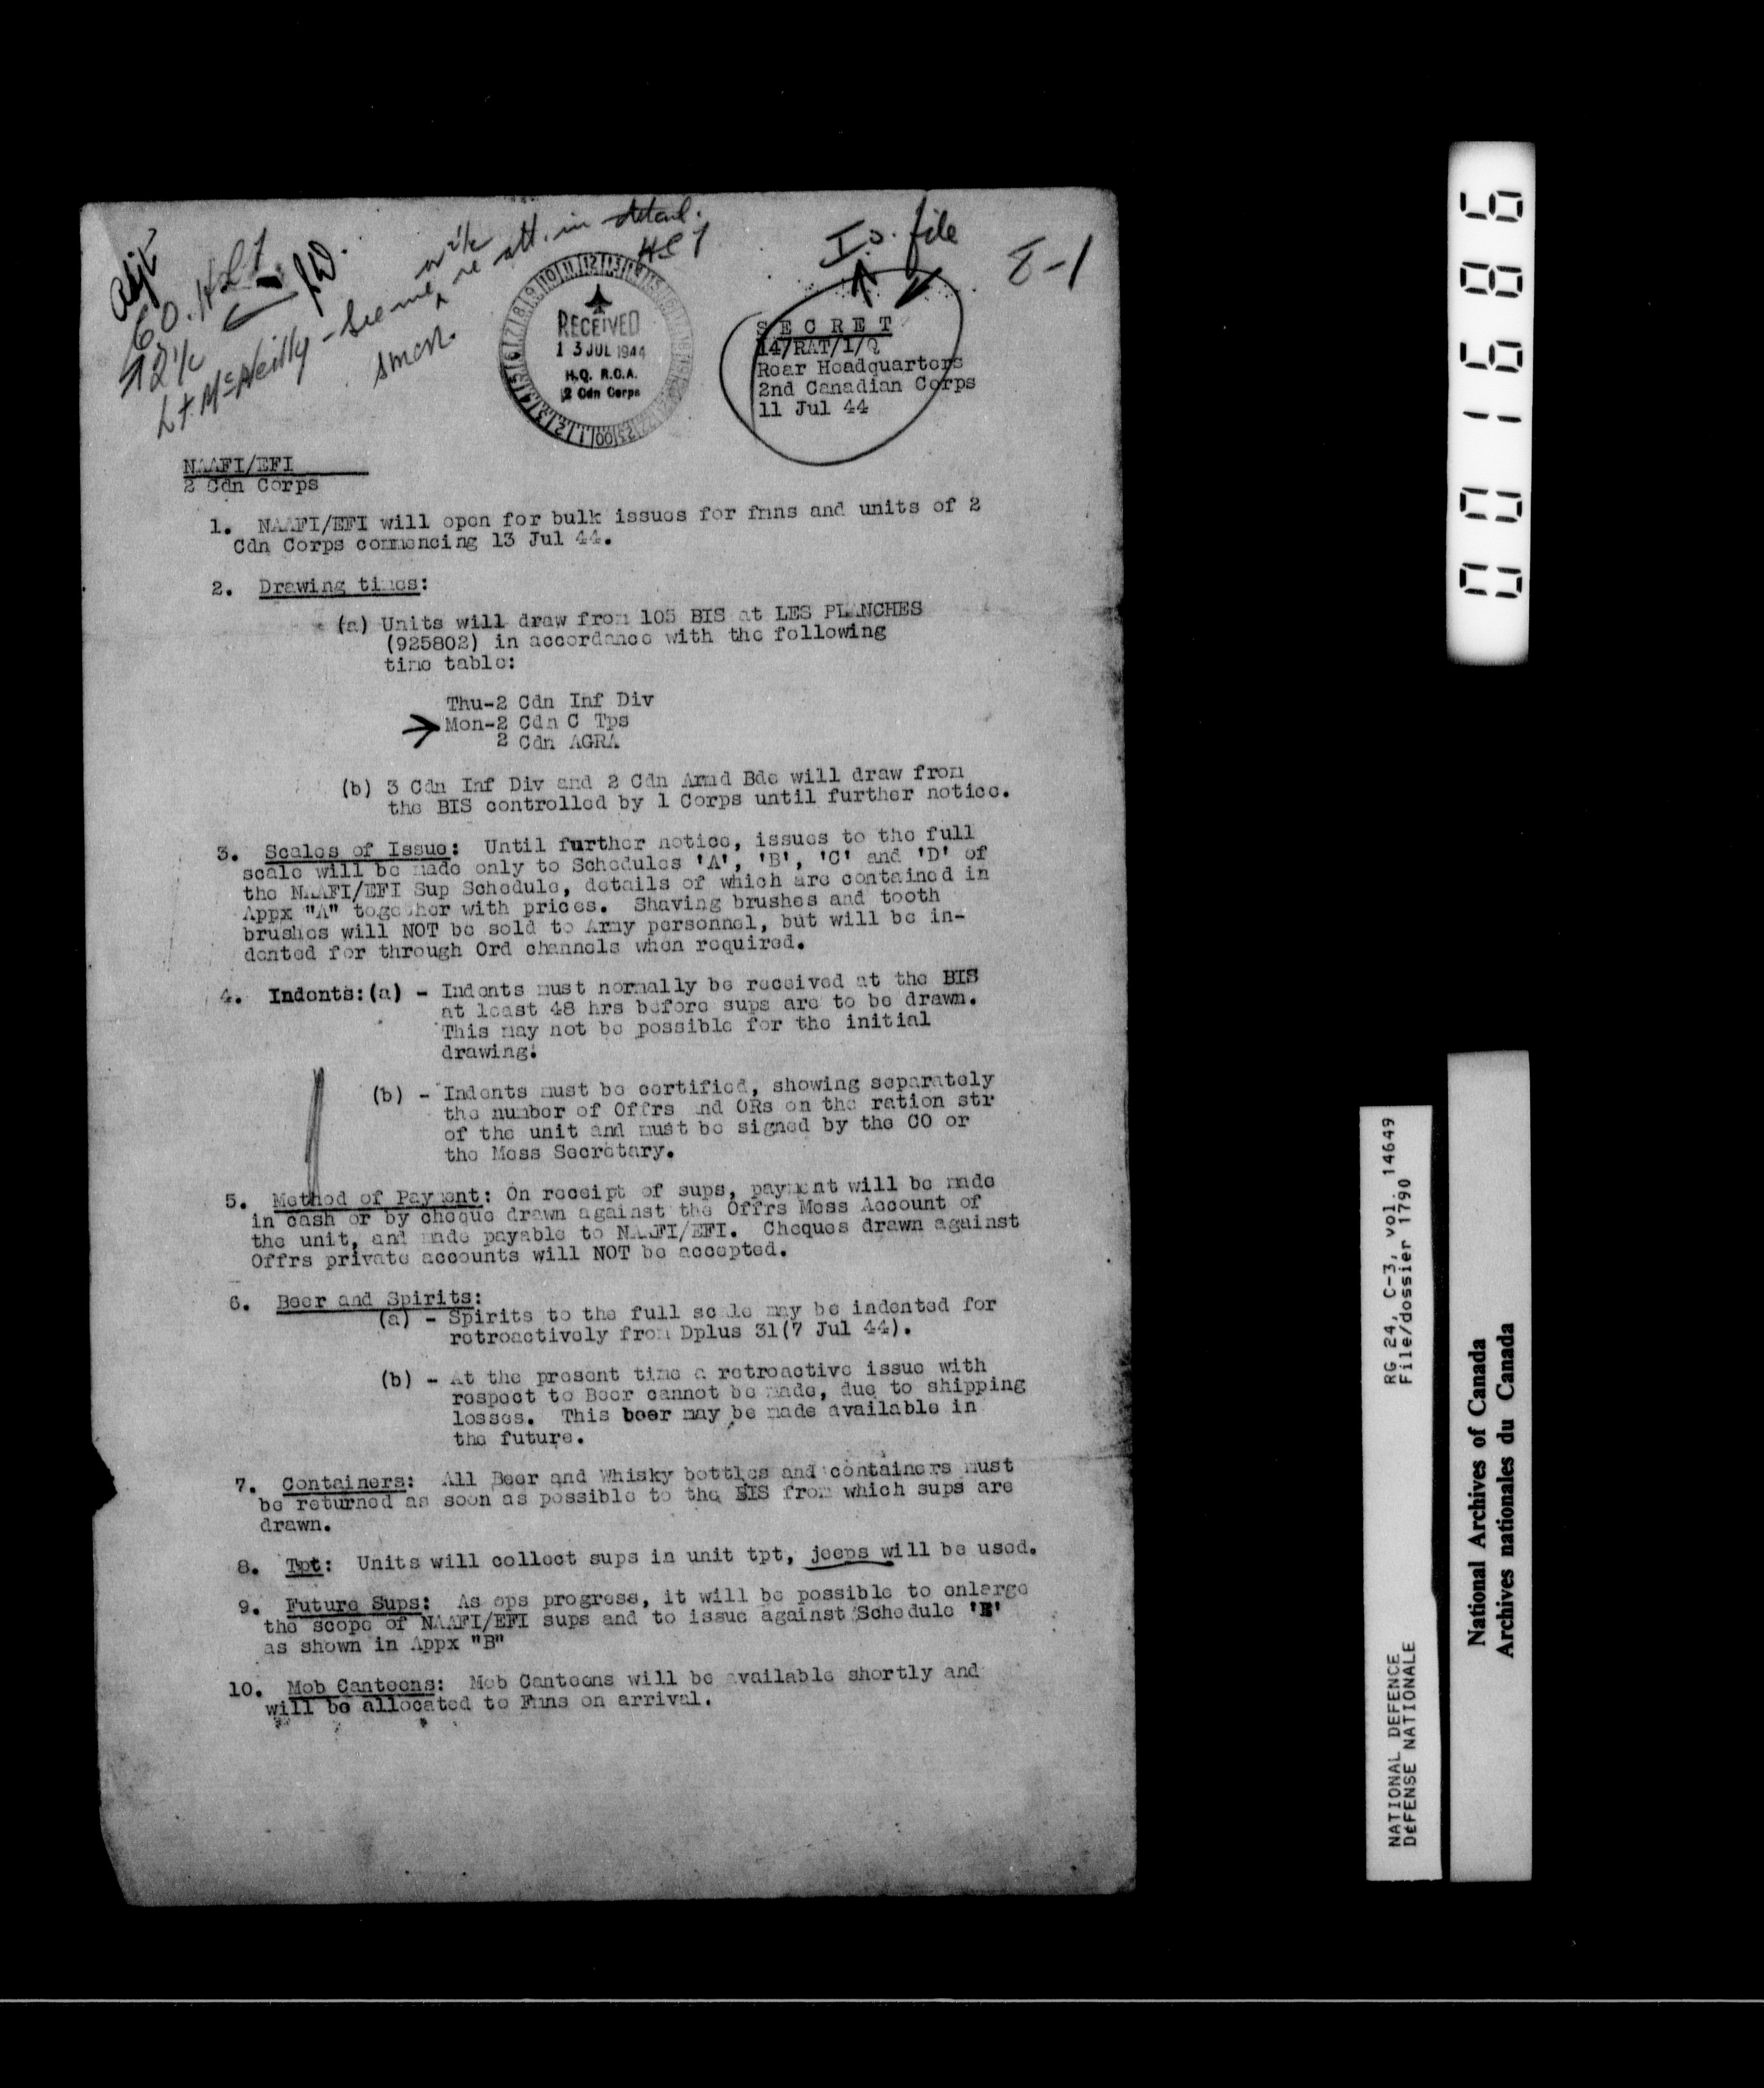 Adjt
Lt. McNeilly - See me re att. in detail.
I.O. file
E-1
RECEIVED
13 JUL 1944
H.Q. R.C.A.
2 Cdn Corps
S E C R E T
14/RAT/1/Q
Rear Headquarters
2nd Canadian Corps
11 Jul 44
NAAFI/EFI
2 Cdn Corps
1. NAAFI/EFI will open for bulk issues for fmns and units of 2
Cdn Corps commencing 13 Jul 44.
2. Drawing times:
(a) Units will draw from 105 BIS at LES PLANCHES
(925802) in accordance with the following
time table:
Thu-2 Cdn Inf Div
Mon-2 Cdn C Tps
2 Cdn AGRA
(b) 3 Cdn Inf Div and 2 Cdn Armd Bde will draw from
the BIS controlled by 1 Corps until further notice.
3. Scales of Issue: Until further notice, issues to the full
scale will be made only to Schedules 'A', 'B', 'C' and 'D' of
the NAAFI/EFI Sup Schedule, details of which are contained in
Appx "A" together with prices. Shaving brushes and tooth
brushes will NOT be sold to Army personnel, but will be in-
dented for through Ord channels when required.
4. Indents:(a) - Indents must normally be received at the BIS
at least 48 hrs before sups are to be drawn.
This may not be possible for the initial
drawing.
(b) - Indents must be certified, showing separately
the number of Offrs and ORs on the ration str
of the unit and must be signed by the CO or
the Mess Secretary.
5. Method of Payment: On receipt of sups, payment will be made
in cash or by cheque drawn against the Offrs Mess Account of
the unit, and made payable to NAAFI/EFI. Cheques drawn against
Offrs private accounts will NOT be accepted.
6. Beer and Spirits:
(a) - Spirits to the full scale may be indented for
retroactively from Dplus 31(7 Jul 44).
(b) - At the present time a retroactive issue with
respect to Beer cannot be made, due to shipping
losses. This beer may be made available in
the future.
7. Containers: All Beer and Whisky bottles and containers must
be returned as soon as possible to the BIS from which sups are
drawn.
8. Tpt: Units will collect sups in unit tpt, jeeps will be used.
9. Future Sups: As ops progress, it will be possible to enlarge
the scope of NAAFI/EFI sups and to issue against Schedule 'E'
as shown in Appx "B"
10. Mob Canteens: Mob Canteens will be available shortly and
will be allocated to Fmns on arrival.
001686
RG 24, C-3, vol. 14649
File/dossier 1790
NATIONAL DEFENCE
DÉFENSE NATIONALE
National Archives of Canada
Archives nationales du Canada